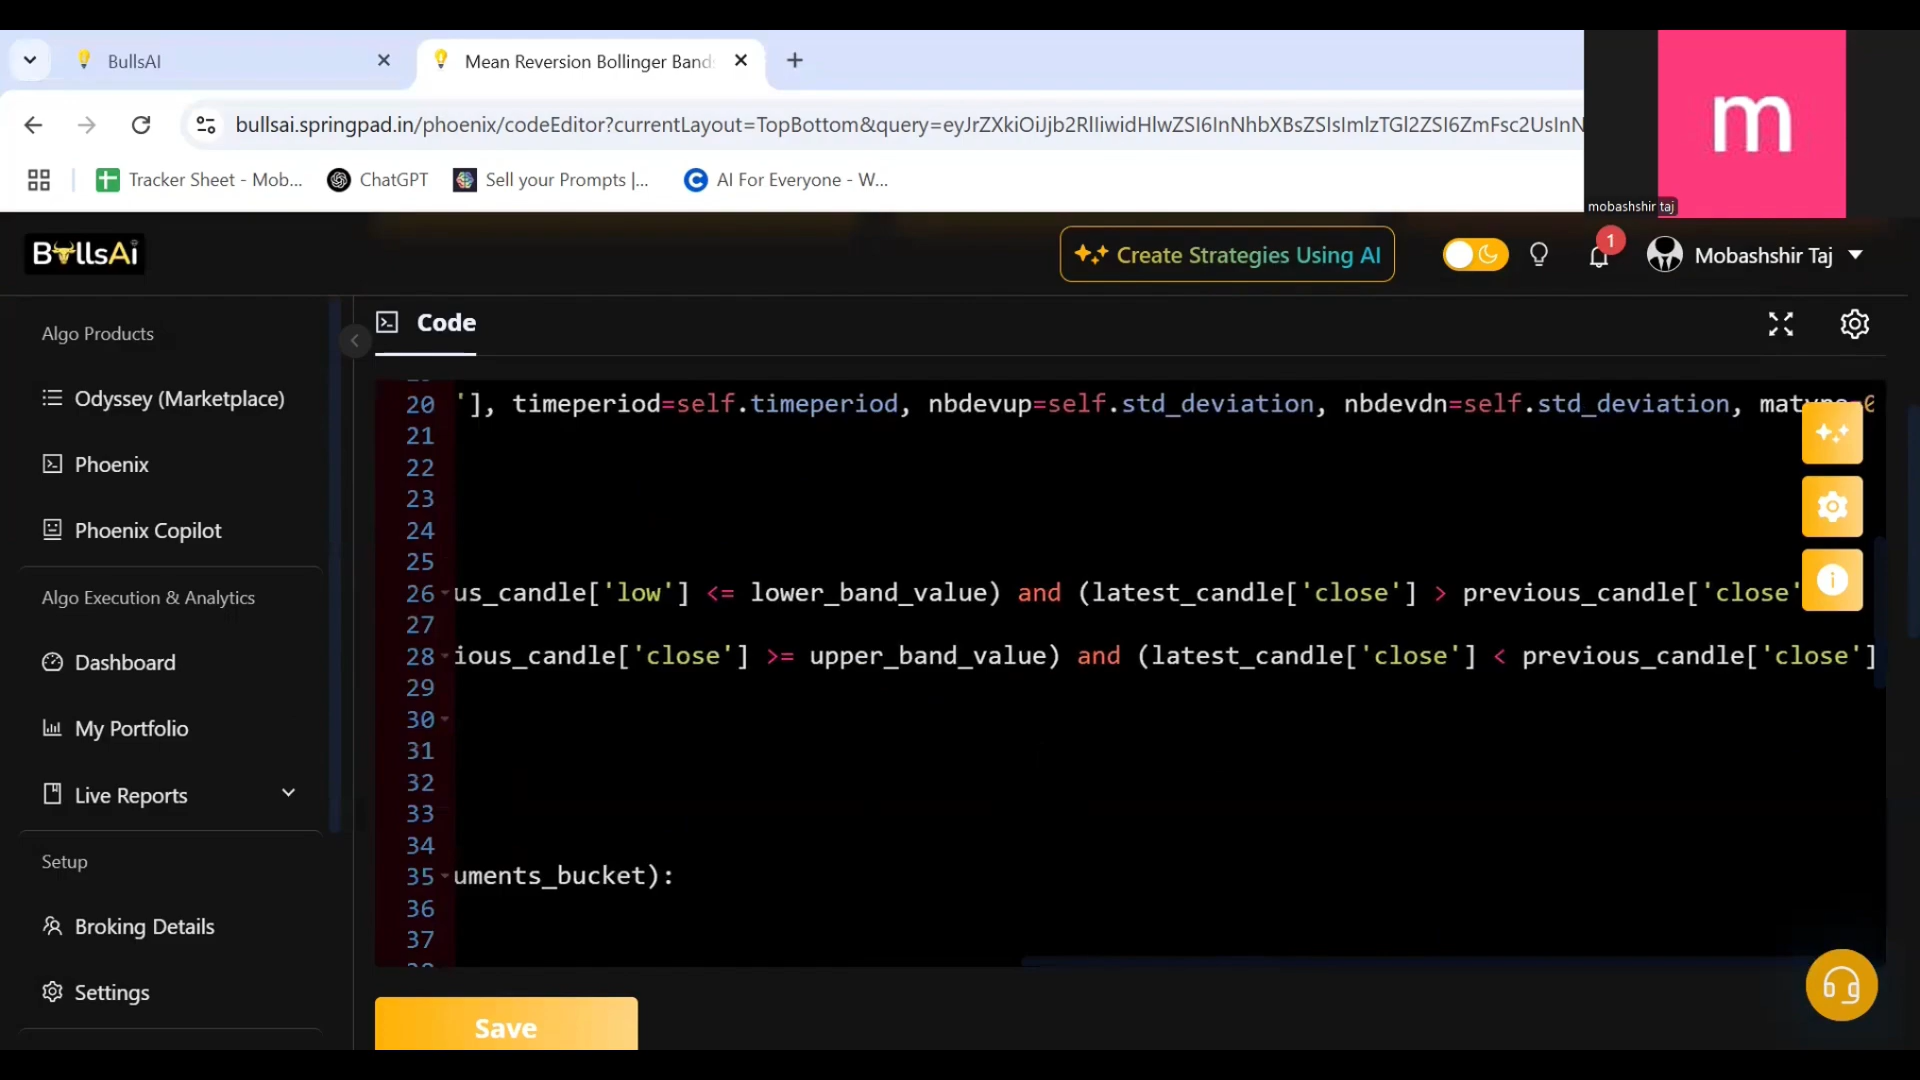 BullsAI
Mean Reversion Bollinger Band
bullsai.springpad.in/phoenix/codeEditor?currentLayout=TopBottom&query=eyJrZXkiOiJjb2RlIiwidHlwZSI6InNhbXBsZSIsImlzTGl2ZSI6ZmFsc2UsInN
Tracker Sheet - Mob...
ChatGPT
Sell your Prompts |...
AI For Everyone - W...
m
mobashshir taj
BullsAi
Create Strategies Using AI
1
Mobashshir Taj
Algo Products
Odyssey (Marketplace)
Phoenix
Phoenix Copilot
Algo Execution & Analytics
Dashboard
My Portfolio
Live Reports
Setup
Broking Details
Settings
Code
20 '], timeperiod=self.timeperiod, nbdevup=self.std_deviation, nbdevdn=self.std_deviation,
21
22
23
24
25
26 us_candle['low'] <= lower_band_value) and (latest_candle['close'] > previous_candle['close'
27
28 ious_candle['close'] >= upper_band_value) and (latest_candle['close'] < previous_candle['close']
29
30
31
32
33
34
35 uments_bucket):
36
37
Save